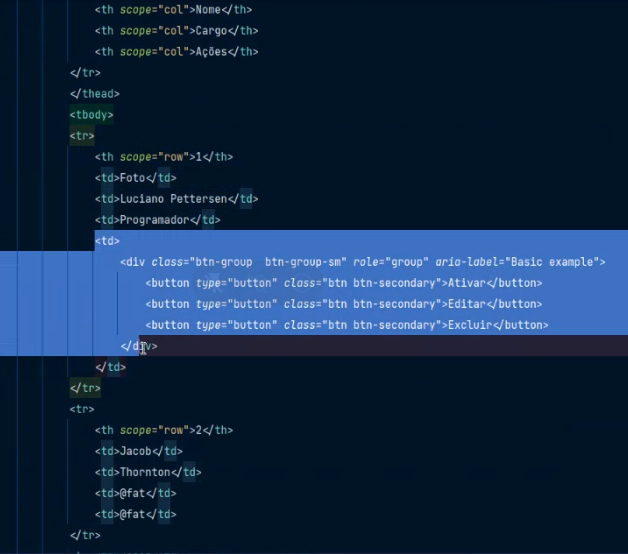 <th scope="col">Nome</th>
<th scope="col">Cargo</th>
<th scope="col">Ações</th>
</tr>
</thead>
<tbody>
<tr>
<th scope="row">1</th>
<td>Foto</td>
<td>Luciano Pettersen</td>
<td>Programador</td>
<td>
<div class="btn-group  btn-group-sm" role="group" aria-label="Basic example">
<button type="button" class="btn btn-secondary">Ativar</button>
<button type="button" class="btn btn-secondary">Editar</button>
<button type="button" class="btn btn-secondary">Excluir</button>
</div>
</td>
</tr>
<tr>
<th scope="row">2</th>
<td>Jacob</td>
<td>Thornton</td>
<td>@fat</td>
<td>@fat</td>
</tr>